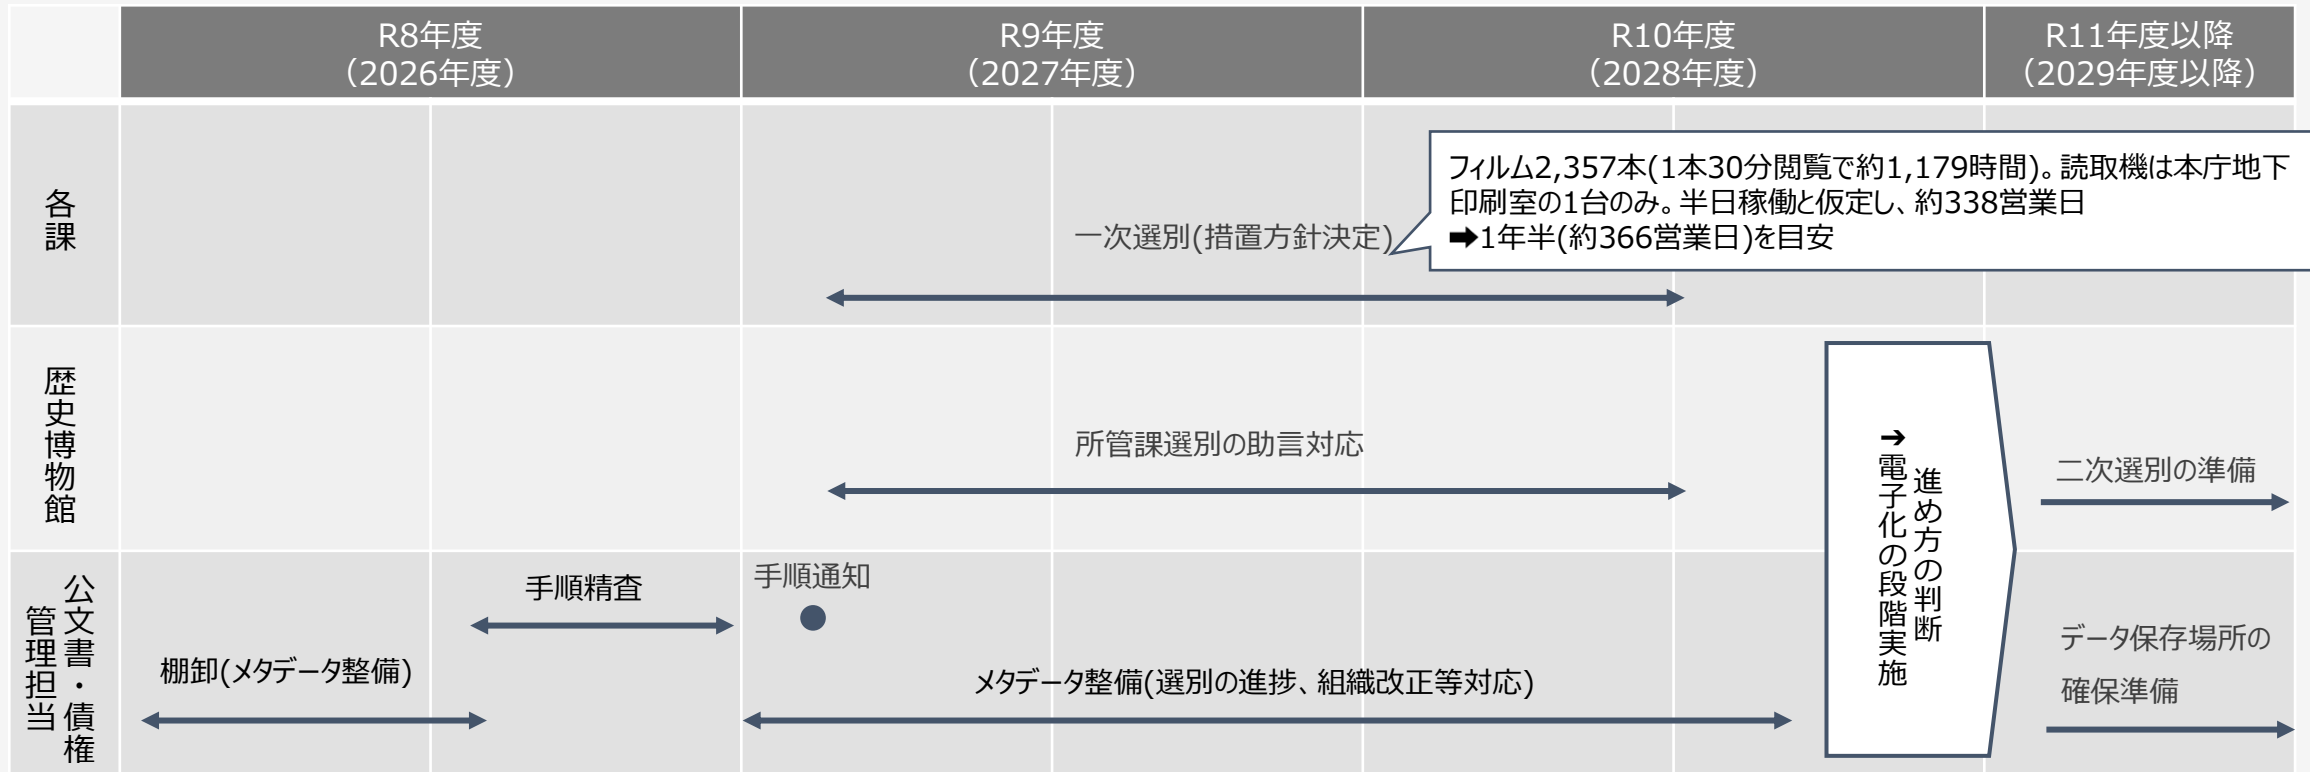 R8年度
（2026年度）
R9年度
（2027年度）
R10年度
（2028年度）
R11年度以降
（2029年度以降）
各課
一次選別(措置方針決定)
フィルム2,357本(1本30分閲覧で約1,179時間)。読取機は本庁地下
印刷室の1台のみ。半日稼働と仮定し、約338営業日
➡1年半(約366営業日)を目安
歴史博物館
所管課選別の助言対応
進め方の判断
➔電子化の段階実施
二次選別の準備
公文書・債権
管理担当
手順精査
手順通知
棚卸(メタデータ整備)
メタデータ整備(選別の進捗、組織改正等対応)
データ保存場所の
確保準備